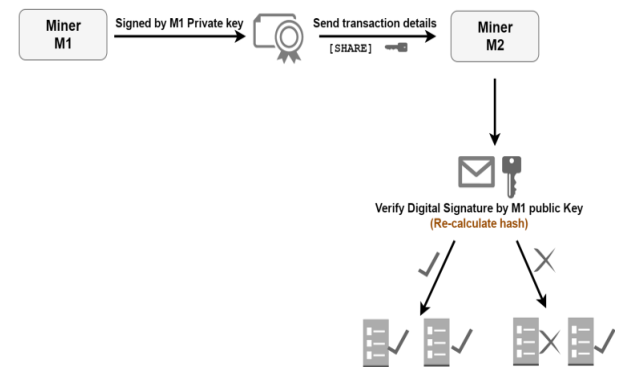 Miner
M1
Signed by M1 Private key
Send transaction details
[SHARE]
Miner
M2
Verify Digital Signature by M1 public Key
(Re-calculate hash)